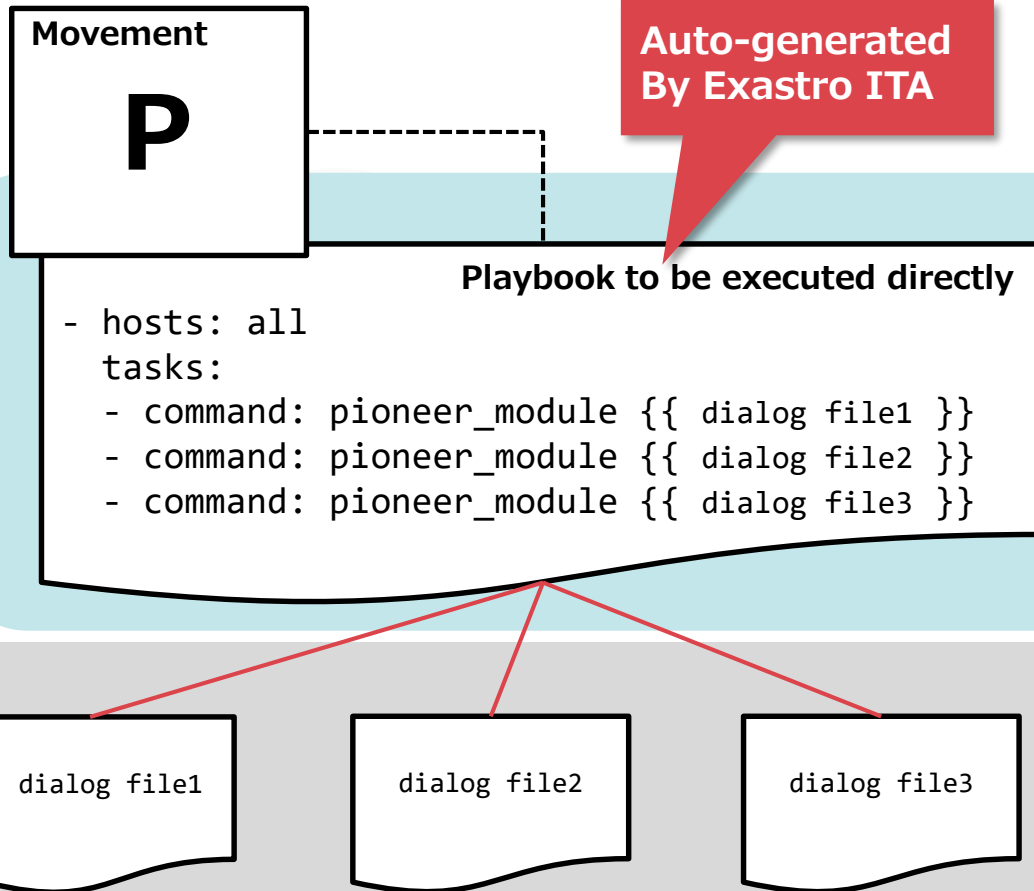 Movement
P
Auto-generated
By Exastro ITA
Playbook to be executed directly
- hosts: all
  tasks:
  - command: pioneer_module {{ dialog file1 }}
  - command: pioneer_module {{ dialog file2 }}
  - command: pioneer_module {{ dialog file3 }}
dialog file1
dialog file2
dialog file3